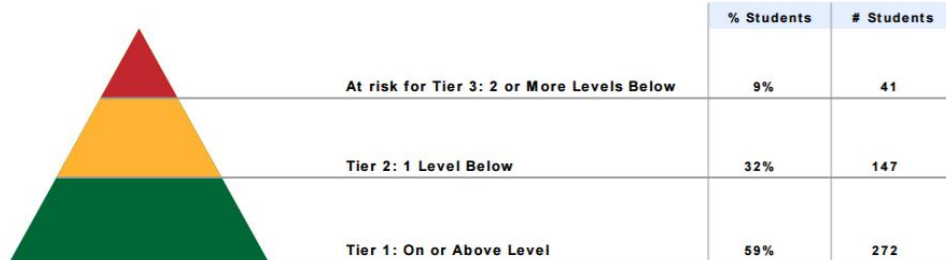 % Students # Students
At risk for Tier 3: 2 or More Levels Below 9% 41
Tier 2: 1 Level Below 32% 147
Tier 1: On or Above Level 59% 272